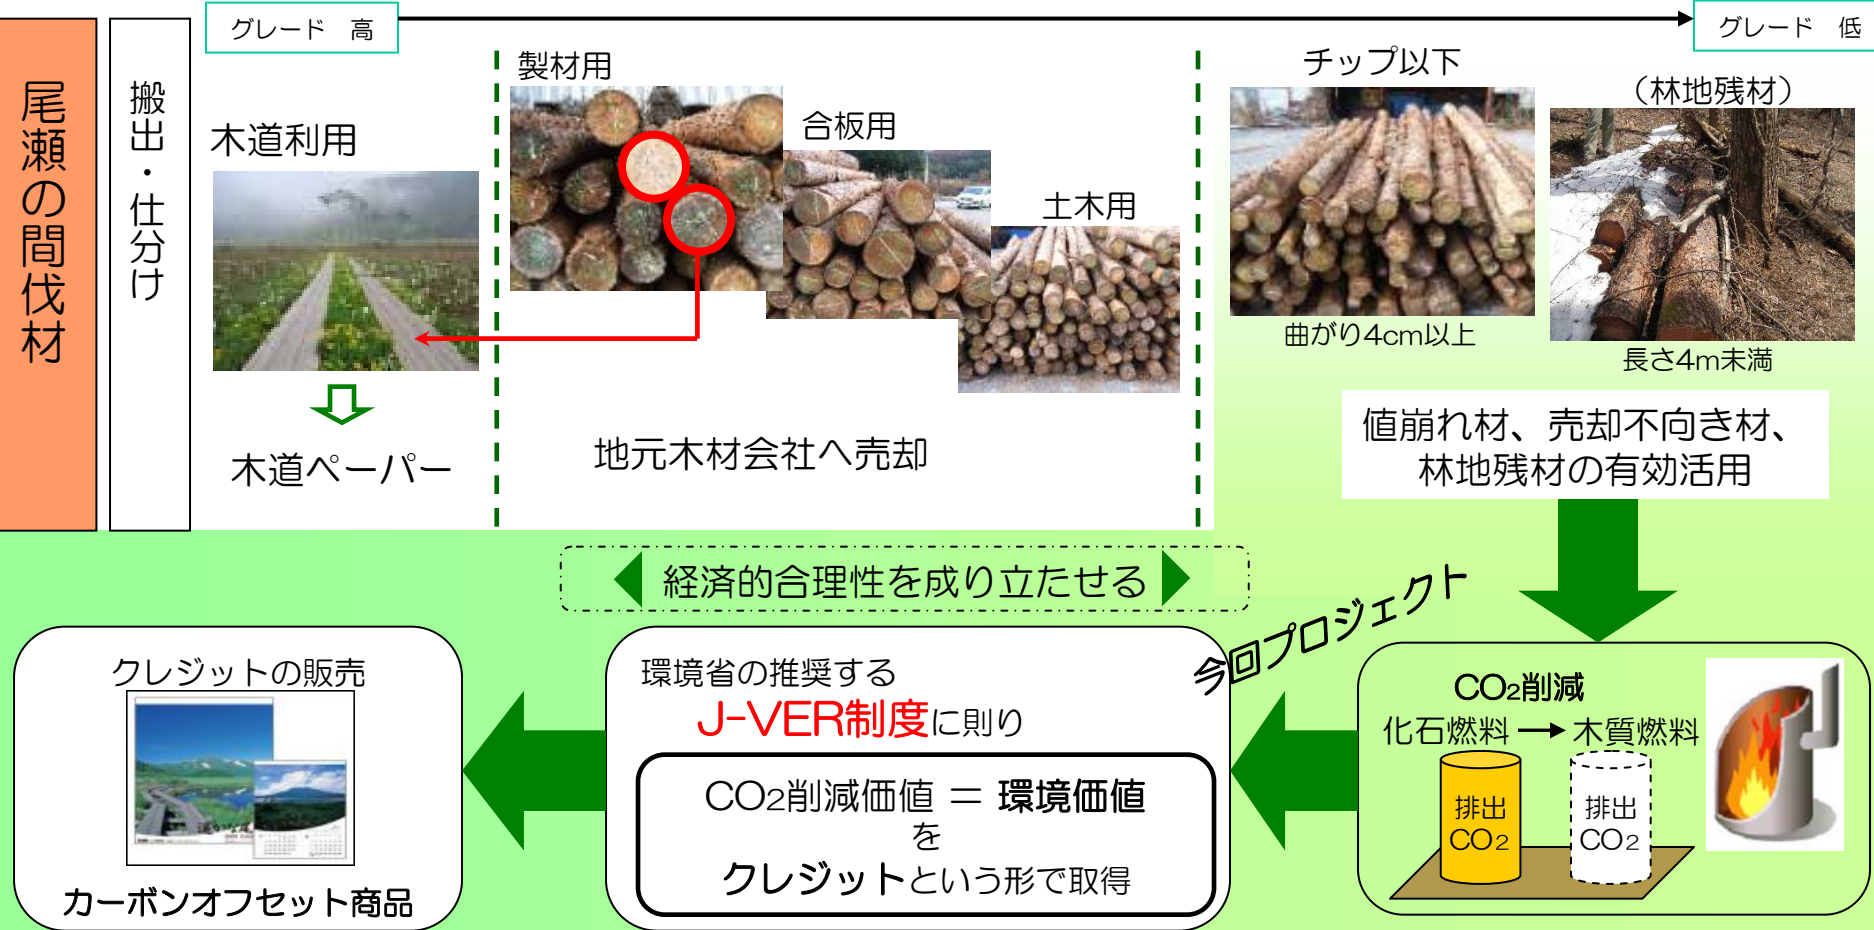 尾瀬の間伐材
搬出・仕分け
グレード 高
グレード 低
木道利用
木道ペーパー
製材用
合板用
土木用
地元木材会社へ売却
チップ以下
曲がり4cm以上
(林地残材)
長さ4m未満
値崩れ材、売却不向き材、
林地残材の有効活用
経済的合理性を成り立たせる
今回プロジェクト
CO2削減
化石燃料
木質燃料
排出
CO2
排出
CO2
環境省の推奨する
J-VER制度に則り
CO2削減価値 = 環境価値
を
クレジットという形で取得
クレジットの販売
カーボンオフセット商品